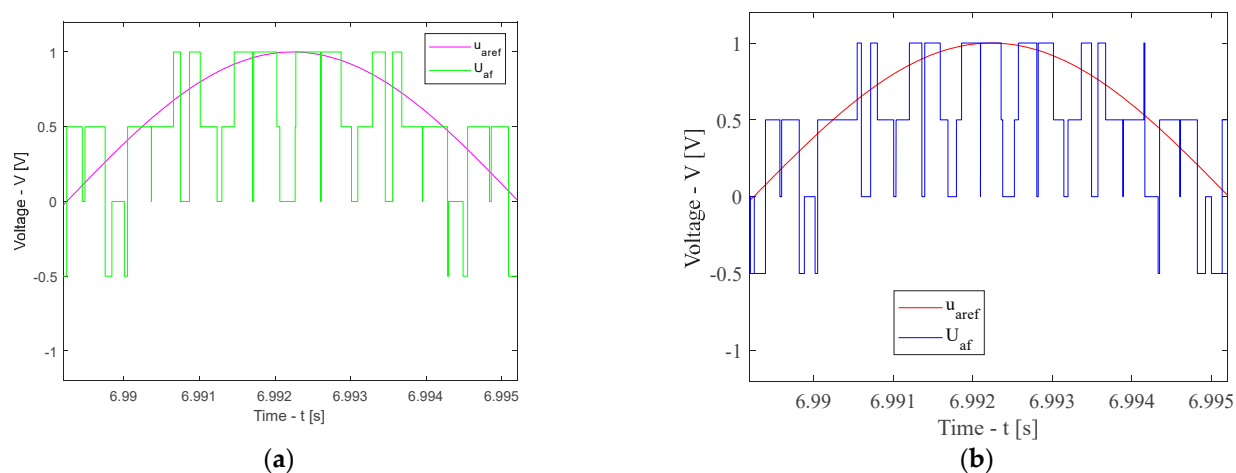 1
0.5
0
-0.5
-1
Voltage - V [V]
u_aref
U_af
6.99 6.991 6.992 6.993 6.994 6.995
Time - t [s]
(a)
1
0.5
0
-0.5
-1
Voltage - V [V]
u_aref
U_af
6.99 6.991 6.992 6.993 6.994 6.995
Time - t [s]
(b)